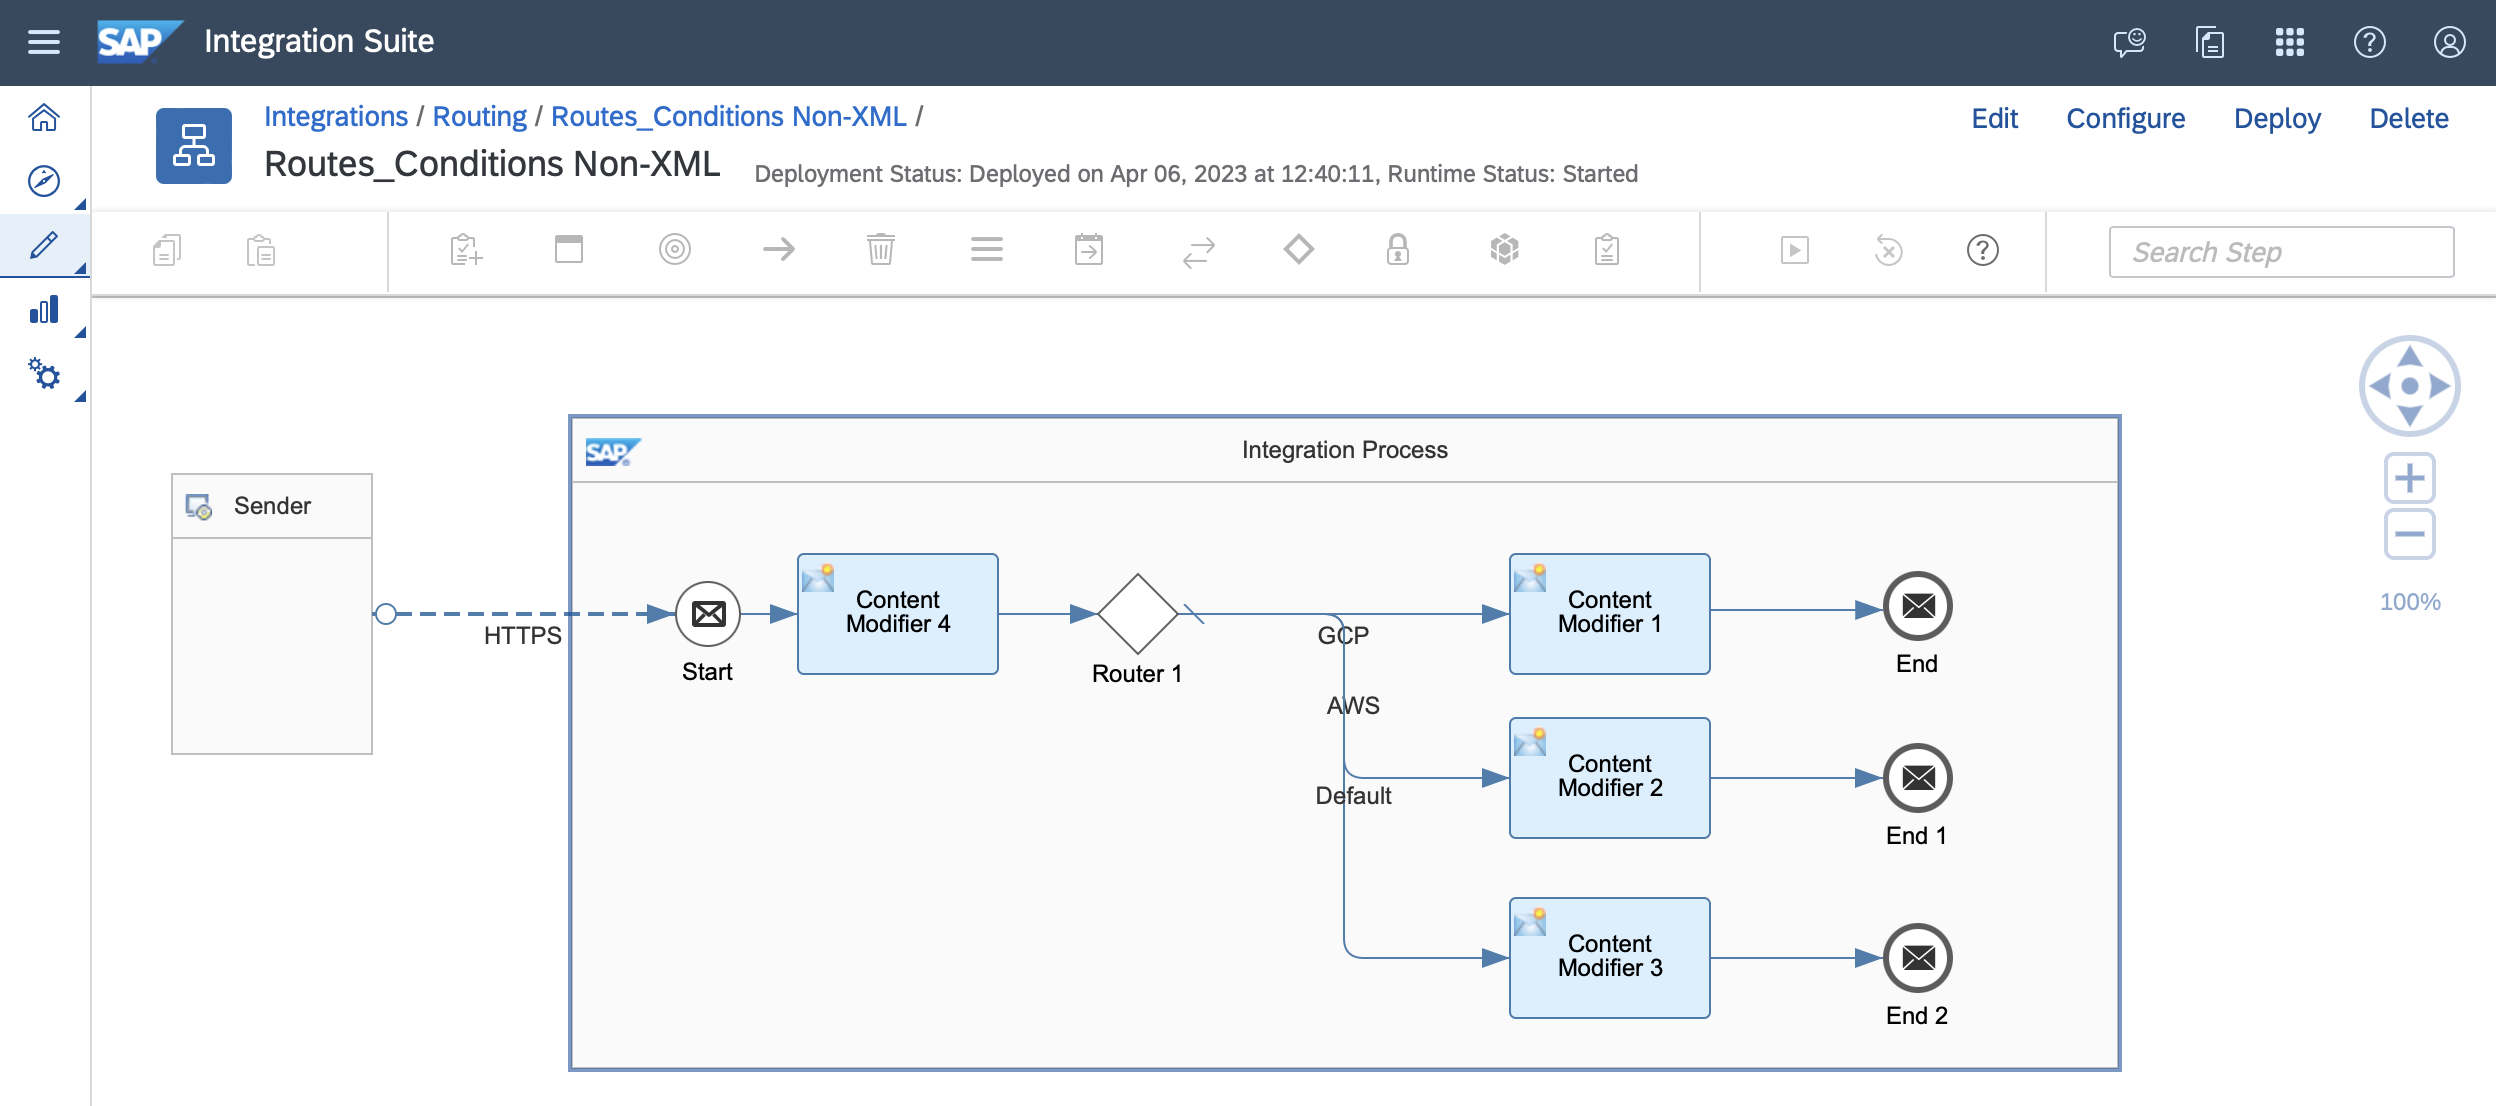 SAP Integration Suite
Integrations / Routing / Routes_Conditions Non-XML /
Edit Configure Deploy Delete
Routes_Conditions Non-XML Deployment Status: Deployed on Apr 06, 2023 at 12:40:11, Runtime Status: Started
Search Step
SAP Integration Process
Sender
HTTPS
Start
Content
Modifier 4
Router 1
GCP
AWS
Default
Content
Modifier 1
End
Content
Modifier 2
End 1
Content
Modifier 3
End 2
100%